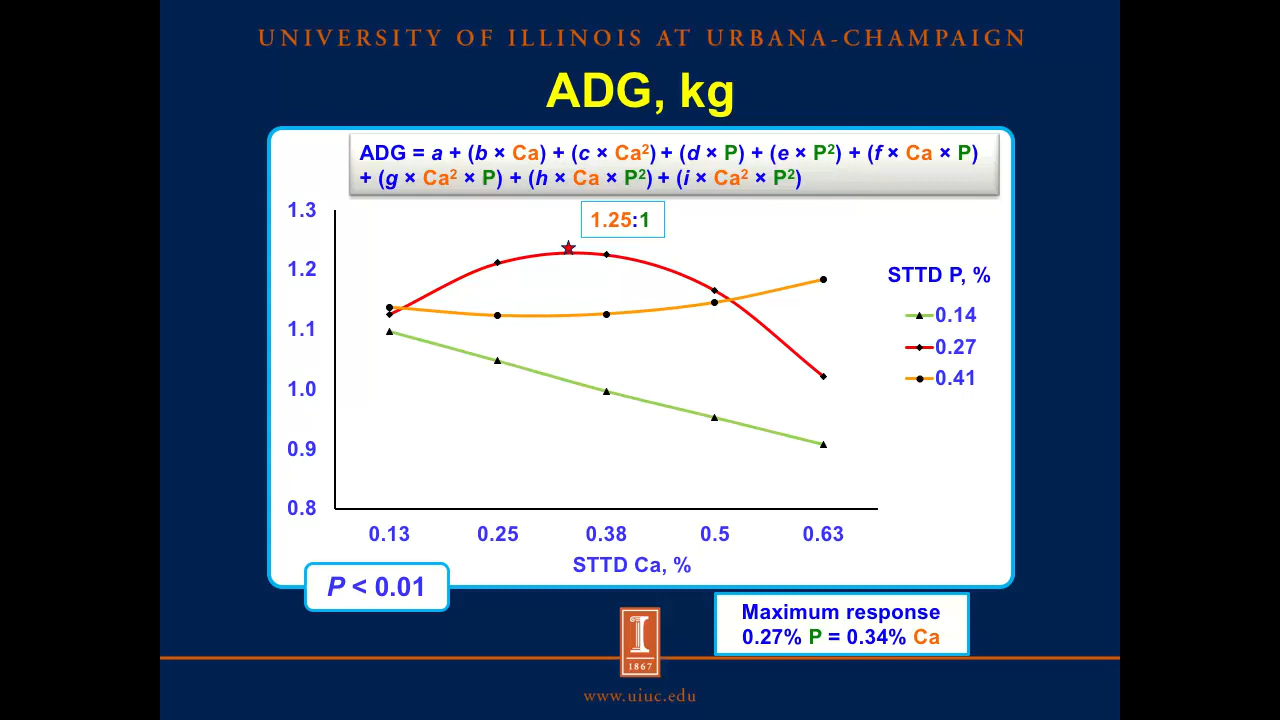 UNIVERSITY OF ILLINOIS AT URBANA-CHAMPAIGN
ADG, kg
ADG = a + (b × Ca) + (c × Ca²) + (d × P) + (e × P²) + (f × Ca × P)
+ (g × Ca² × P) + (h × Ca × P²) + (i × Ca² × P²)
1.25:1
1.3
1.2
1.1
1.0
0.9
0.8
0.13 0.25 0.38 0.5 0.63
STTD Ca, %
STTD P, %
0.14
0.27
0.41
P < 0.01
Maximum response
0.27% P = 0.34% Ca
I
1867
www.uiuc.edu